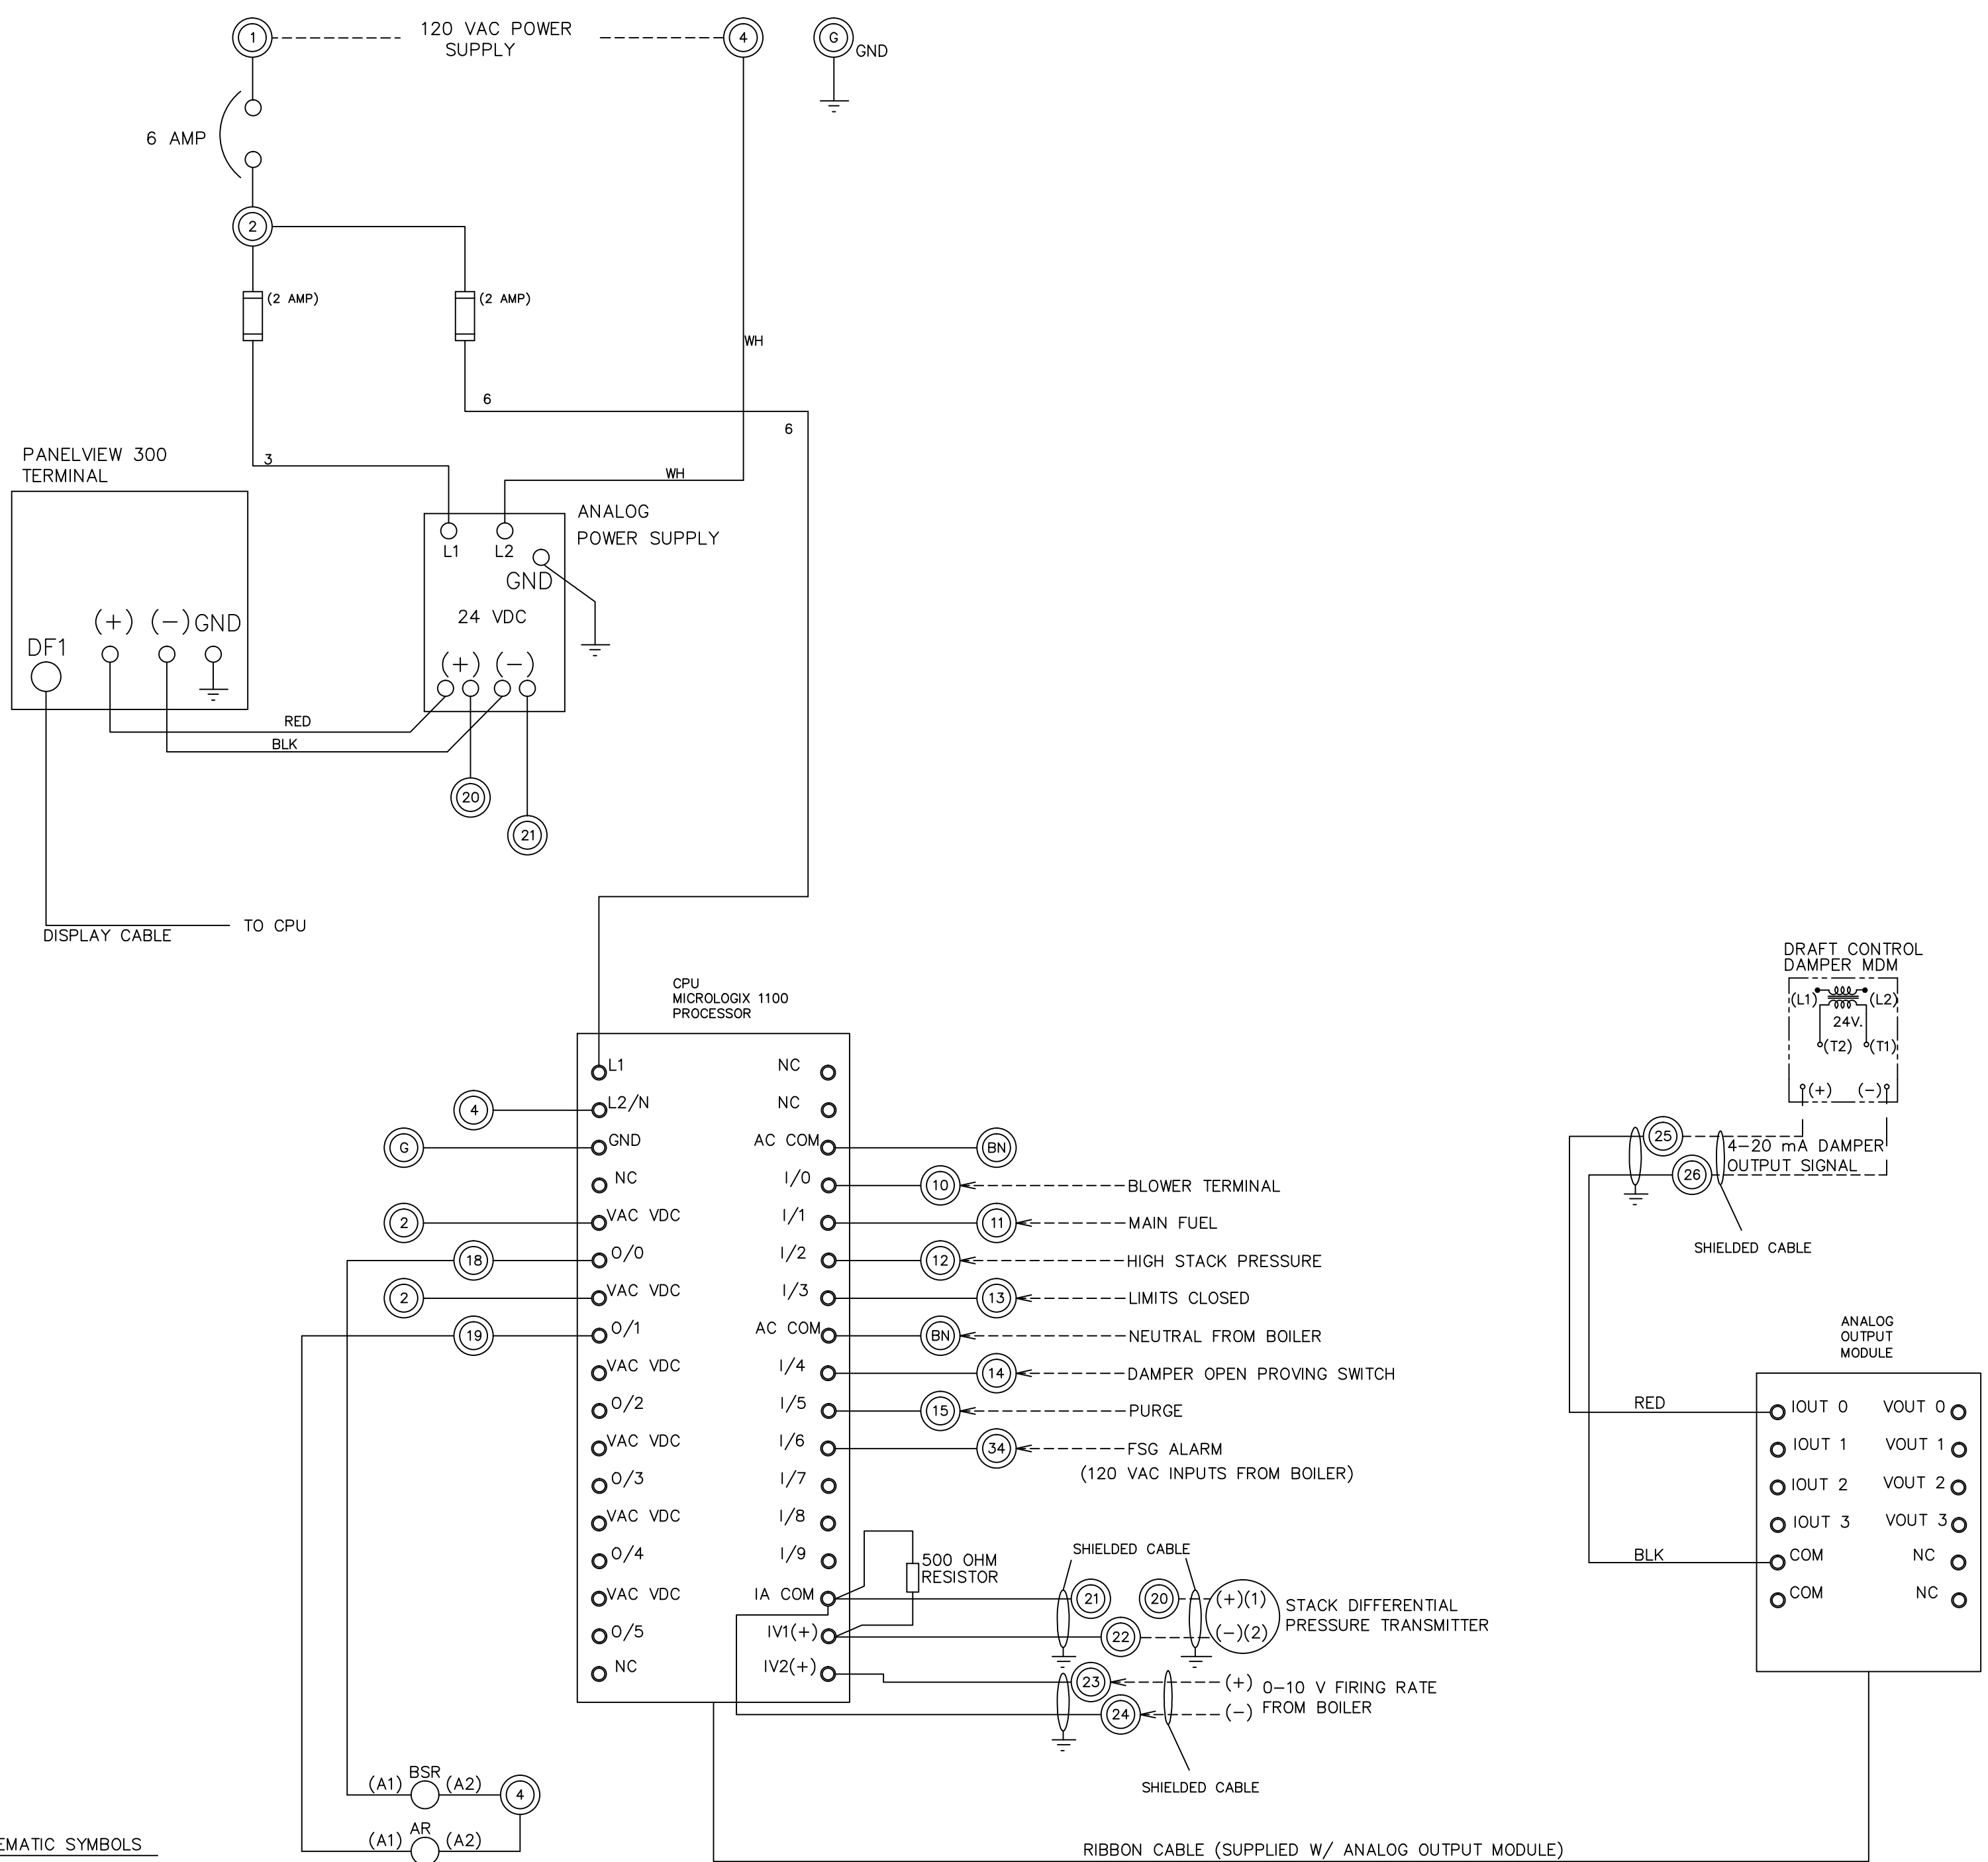 1
120 VAC POWER
SUPPLY
4
G
GND
6 AMP
2
(2 AMP)
(2 AMP)
WH
6
6
3
WH
PANELVIEW 300
TERMINAL
DF1
(+)
(-)
GND
ANALOG
POWER SUPPLY
L1
L2
GND
24 VDC
(+)
(-)
RED
BLK
20
21
DISPLAY CABLE
TO CPU
CPU
MICROLOGIX 1100
PROCESSOR
L1
NC
4
L2/N
NC
G
GND
AC COM
BN
NC
I/0
10
BLOWER TERMINAL
2
VAC VDC
I/1
11
MAIN FUEL
18
O/0
I/2
12
HIGH STACK PRESSURE
2
VAC VDC
I/3
13
LIMITS CLOSED
19
O/1
AC COM
BN
NEUTRAL FROM BOILER
VAC VDC
I/4
14
DAMPER OPEN PROVING SWITCH
O/2
I/5
15
PURGE
VAC VDC
I/6
34
FSG ALARM
(120 VAC INPUTS FROM BOILER)
O/3
I/7
VAC VDC
I/8
O/4
I/9
500 OHM
RESISTOR
VAC VDC
IA COM
SHIELDED CABLE
21
20
(+)(1)
STACK DIFFERENTIAL
PRESSURE TRANSMITTER
O/5
IV1(+)
22
(-)(2)
NC
IV2(+)
23
(+)
0-10 V FIRING RATE
FROM BOILER
24
(-)
SHIELDED CABLE
DRAFT CONTROL
DAMPER MDM
(L1)
(L2)
24V.
(T2)
(T1)
(+)
(-)
25
4-20 mA DAMPER
OUTPUT SIGNAL
26
SHIELDED CABLE
ANALOG
OUTPUT
MODULE
RED
IOUT 0
VOUT 0
IOUT 1
VOUT 1
IOUT 2
VOUT 2
IOUT 3
VOUT 3
BLK
COM
NC
COM
NC
(A1)
BSR
(A2)
4
(A1)
AR
(A2)
EMATIC SYMBOLS
RIBBON CABLE (SUPPLIED W/ ANALOG OUTPUT MODULE)